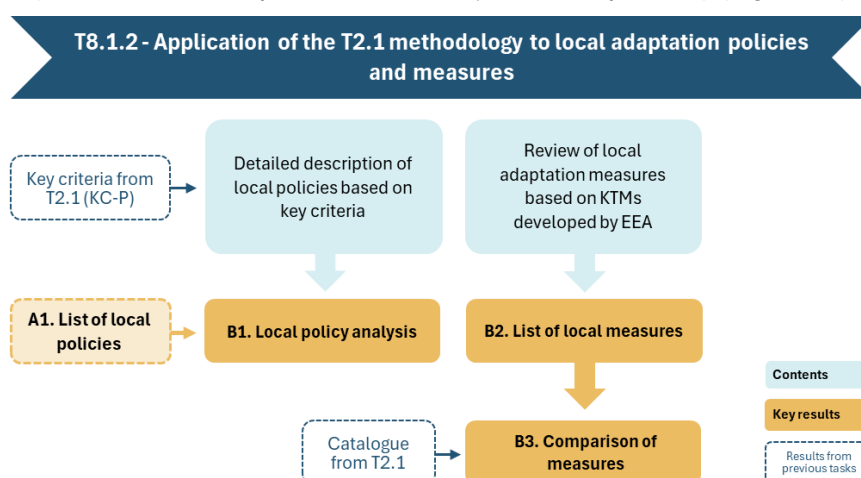 T8.1.2 - Application of the T2.1 methodology to local adaptation policies
and measures
Key criteria from
T2.1 (KC-P)
Detailed description of
local policies based on
key criteria
Review of local
adaptation measures
based on KTMs
developed by EEA
A1. List of local
policies
B1. Local policy analysis
B2. List of local measures
Contents
Key results
Catalogue
from T2.1
B3. Comparison of
measures
Results from
previous tasks